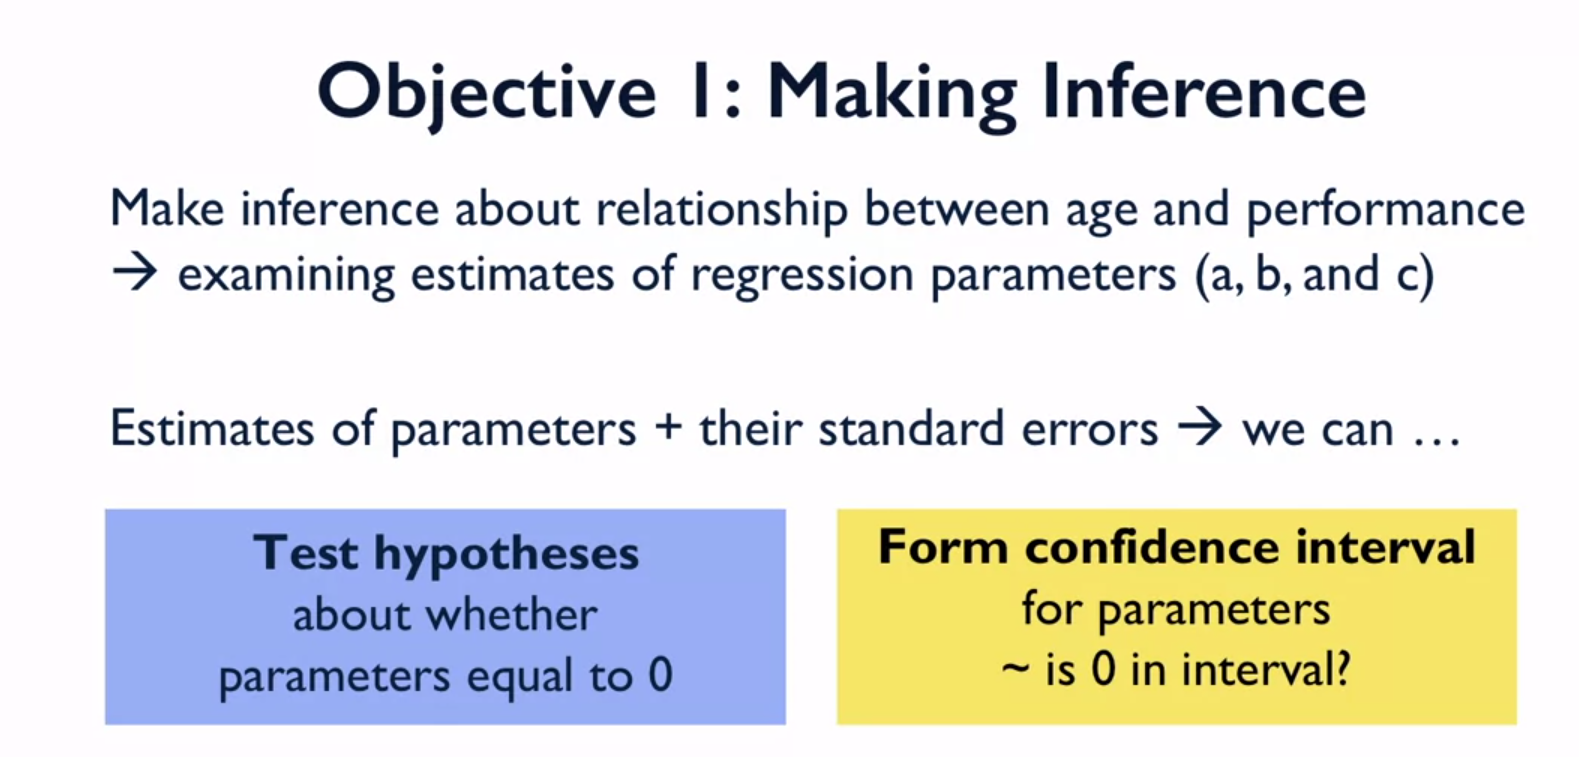 Objective 1: Making Inference
Make inference about relationship between age and performance
→ examining estimates of regression parameters (a, b, and c)
Estimates of parameters + their standard errors → we can …
Test hypotheses
about whether
parameters equal to 0
Form confidence interval
for parameters
~ is 0 in interval?